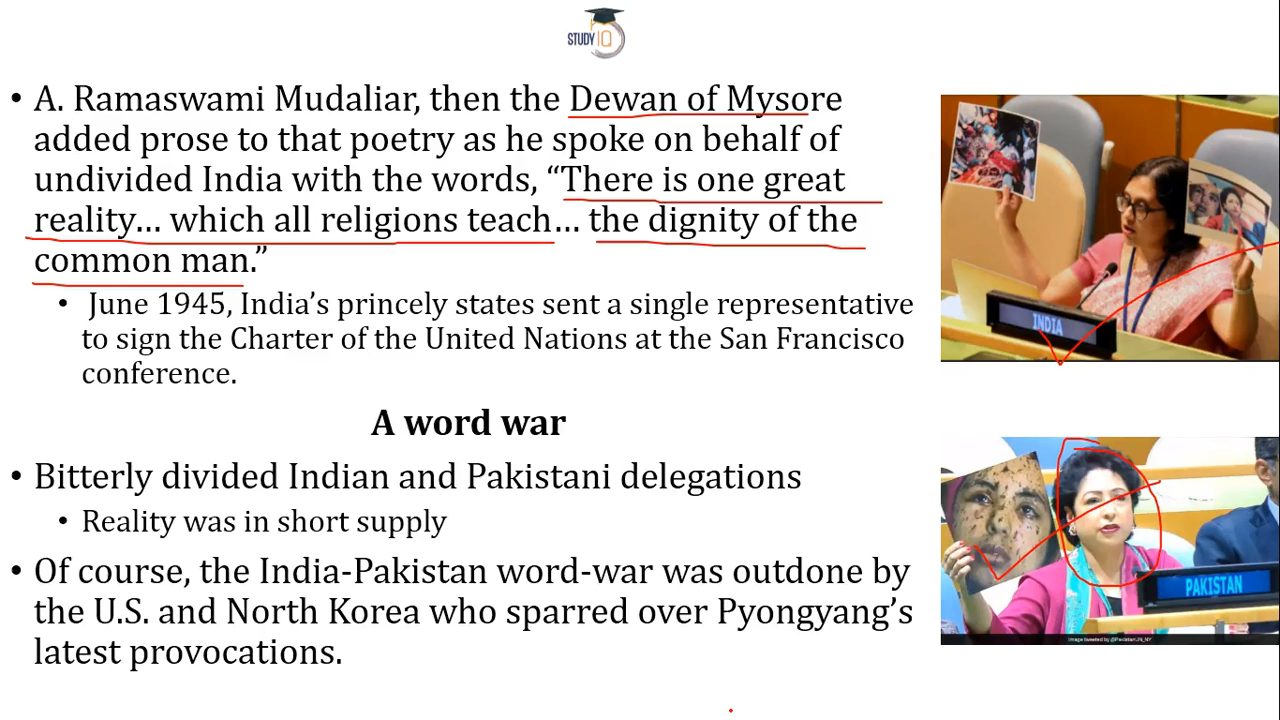 STUDY IQ
• A. Ramaswami Mudaliar, then the Dewan of Mysore
added prose to that poetry as he spoke on behalf of
undivided India with the words, “There is one great
reality… which all religions teach… the dignity of the
common man.”
• June 1945, India’s princely states sent a single representative
to sign the Charter of the United Nations at the San Francisco
conference.
A word war
• Bitterly divided Indian and Pakistani delegations
• Reality was in short supply
• Of course, the India-Pakistan word-war was outdone by
the U.S. and North Korea who sparred over Pyongyang’s
latest provocations.
INDIA
PAKISTAN
Image tweeted by @PakistanUN_NY